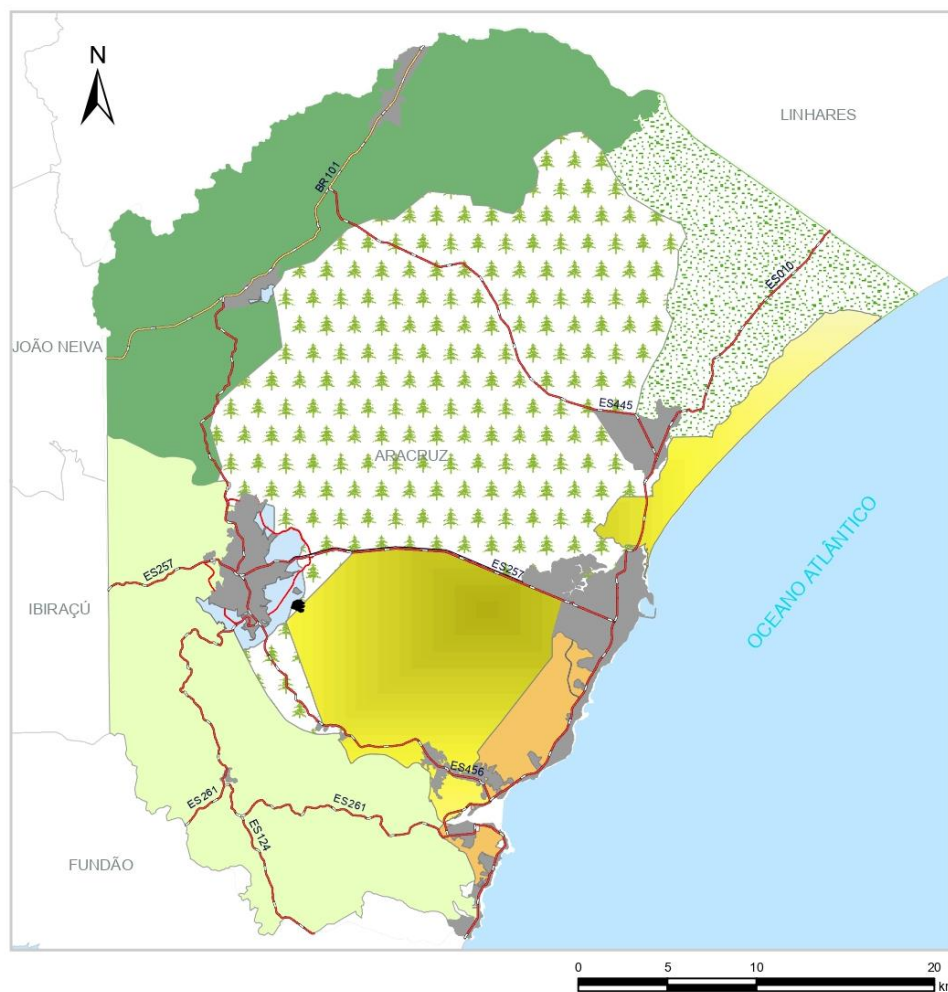 N
LINHARES
BR101
ES010
JOÃO NEIVA
ES445
ARACRUZ
OCEANO ATLÂNTICO
ES257
ES257
IBIRAÇÚ
ES456
ES261
ES261
ES124
FUNDÃO
0 5 10 20